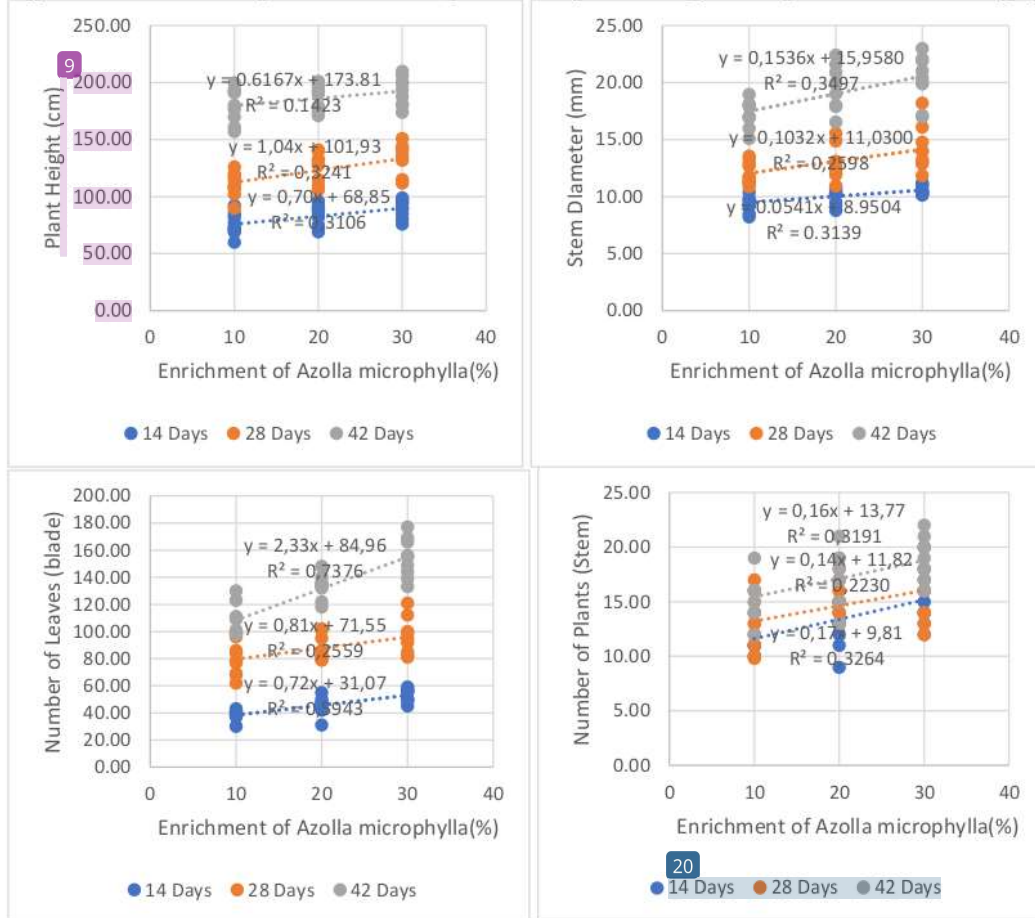 250.00
9
200.00
150.00
100.00
50.00
0.00
Plant Height (cm)
y = 0.6167x + 173.81
R² = 0.1423
y = 1,04x + 101,93
R² = 0,3241
y = 0,70x + 68,85
R² = 0,3106
0 10 20 30 40
Enrichment of Azolla microphylla(%)
14 Days 28 Days 42 Days
25.00
20.00
15.00
10.00
5.00
0.00
Stem Diameter (mm)
y = 0,1536x + 15,9580
R² = 0,3497
y = 0,1032x + 11,0300
R² = 0,2598
y = 0.0541x + 8.9504
R² = 0.3139
0 10 20 30 40
Enrichment of Azolla microphylla(%)
14 Days 28 Days 42 Days
200.00
180.00
160.00
140.00
120.00
100.00
80.00
60.00
40.00
20.00
0.00
Number of Leaves (blade)
y = 2,33x + 84,96
R² = 0,7376
y = 0,81x + 71,55
R² = 0,2559
y = 0,72x + 31,07
R² = 0,5943
0 10 20 30 40
Enrichment of Azolla microphylla(%)
14 Days 28 Days 42 Days
25.00
20.00
15.00
10.00
5.00
0.00
Number of Plants (Stem)
y = 0,16x + 13,77
R² = 0,3191
y = 0,14x + 11,82
R² = 0,2230
y = 0,17x + 9,81
R² = 0,3264
0 10 20 30 40
Enrichment of Azolla microphylla(%)
20
14 Days 28 Days 42 Days